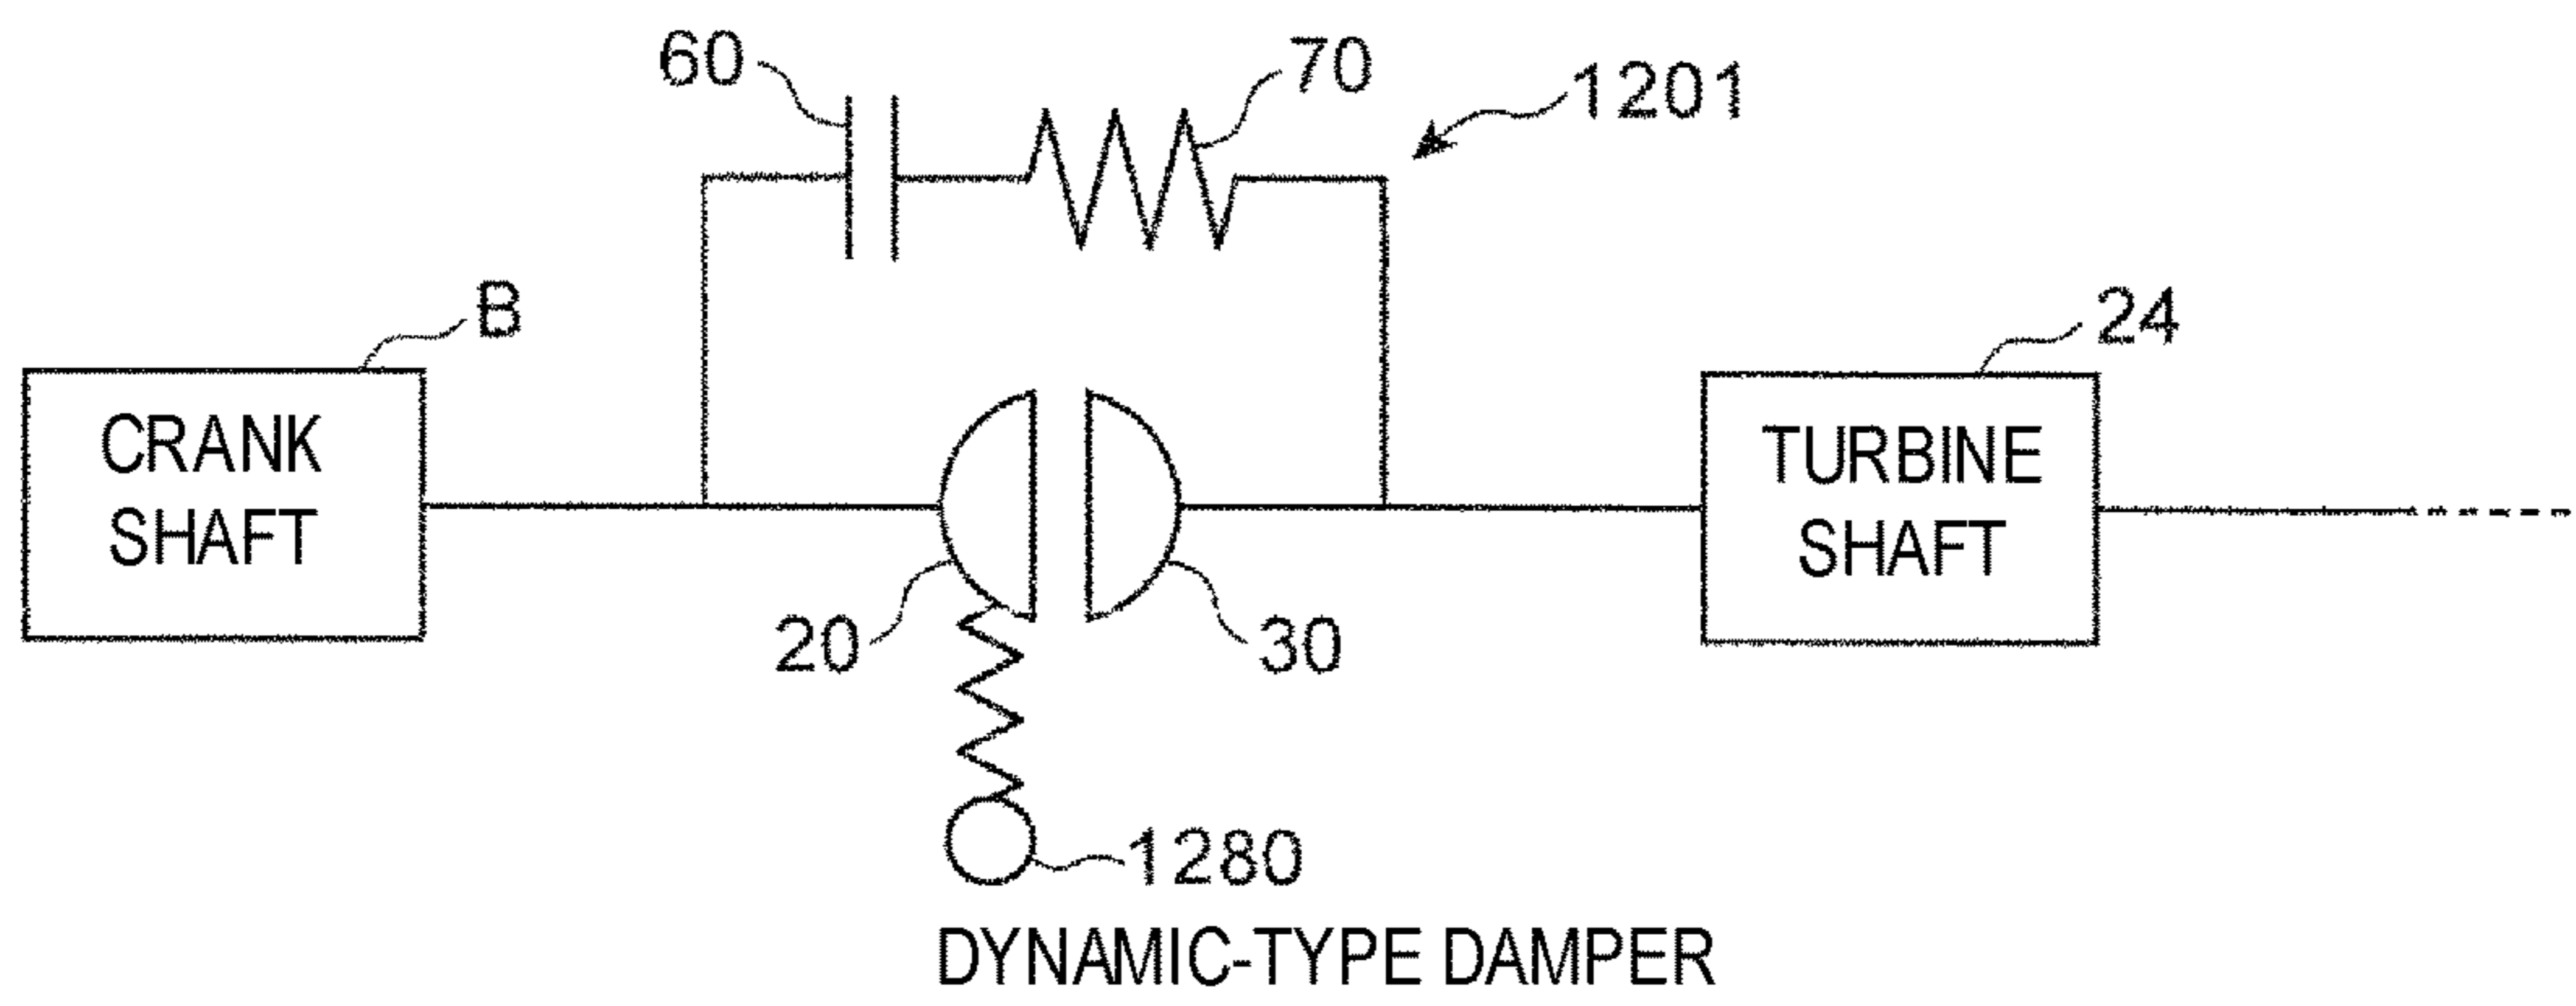 60
70
1201
B
24
CRANK
SHAFT
TURBINE
SHAFT
20
30
1280
DYNAMIC-TYPE DAMPER